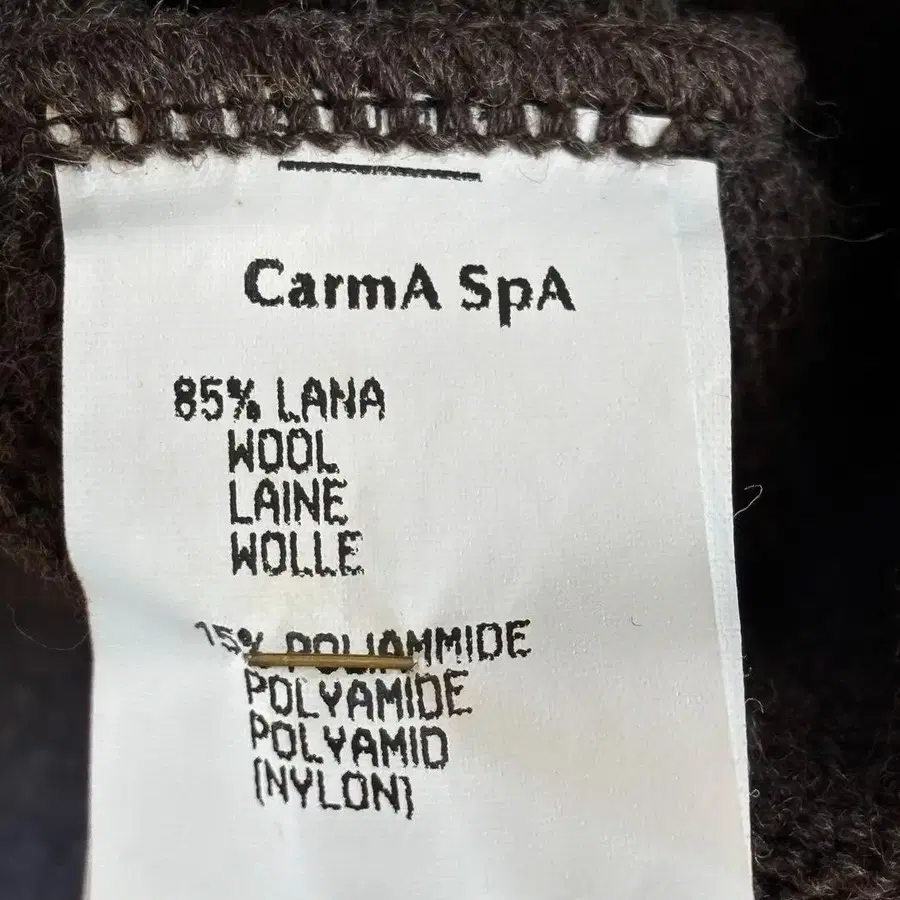 CarmA SpA
85% LANA
WOOL
LAINE
WOLLE
15% POLIAMMIDE
POLYAMIDE
POLYAMID
(NYLON)